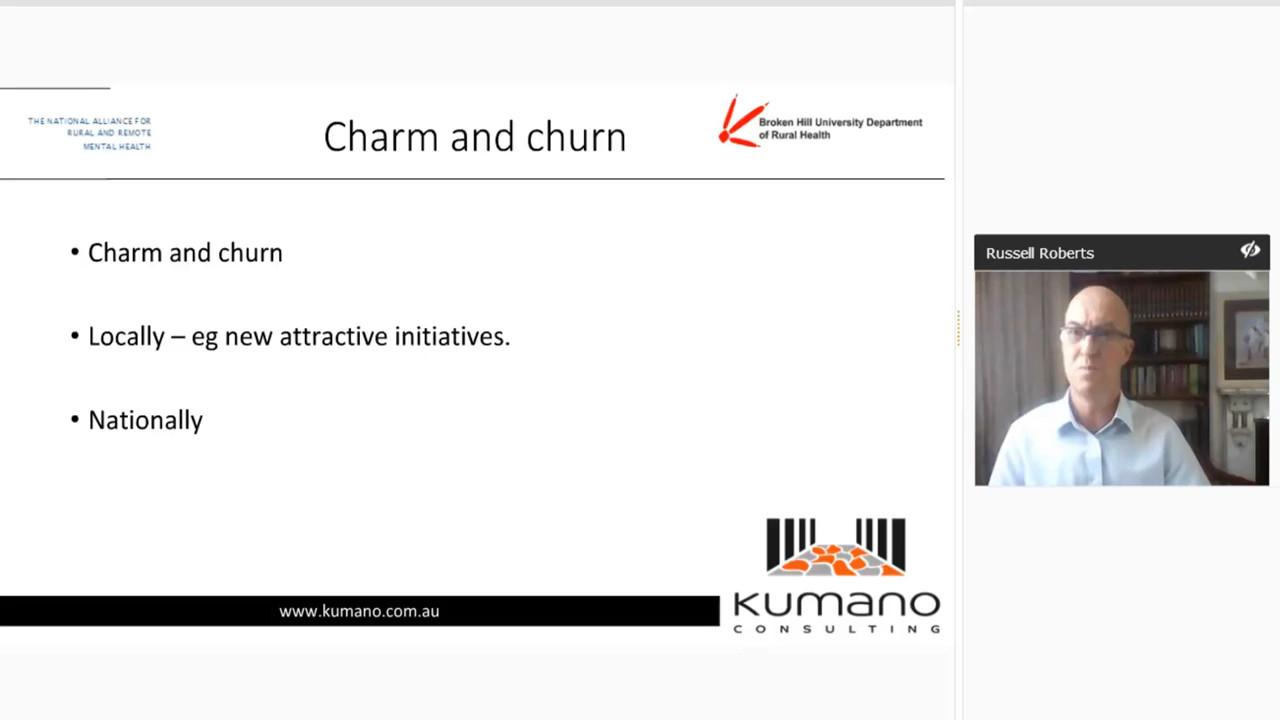 THE NATIONAL ALLIANCE FOR
RURAL AND REMOTE
MENTAL HEALTH
Charm and churn
Broken Hill University Department
of Rural Health
• Charm and churn
• Locally – eg new attractive initiatives.
• Nationally
www.kumano.com.au
kumano
CONSULTING
Russell Roberts